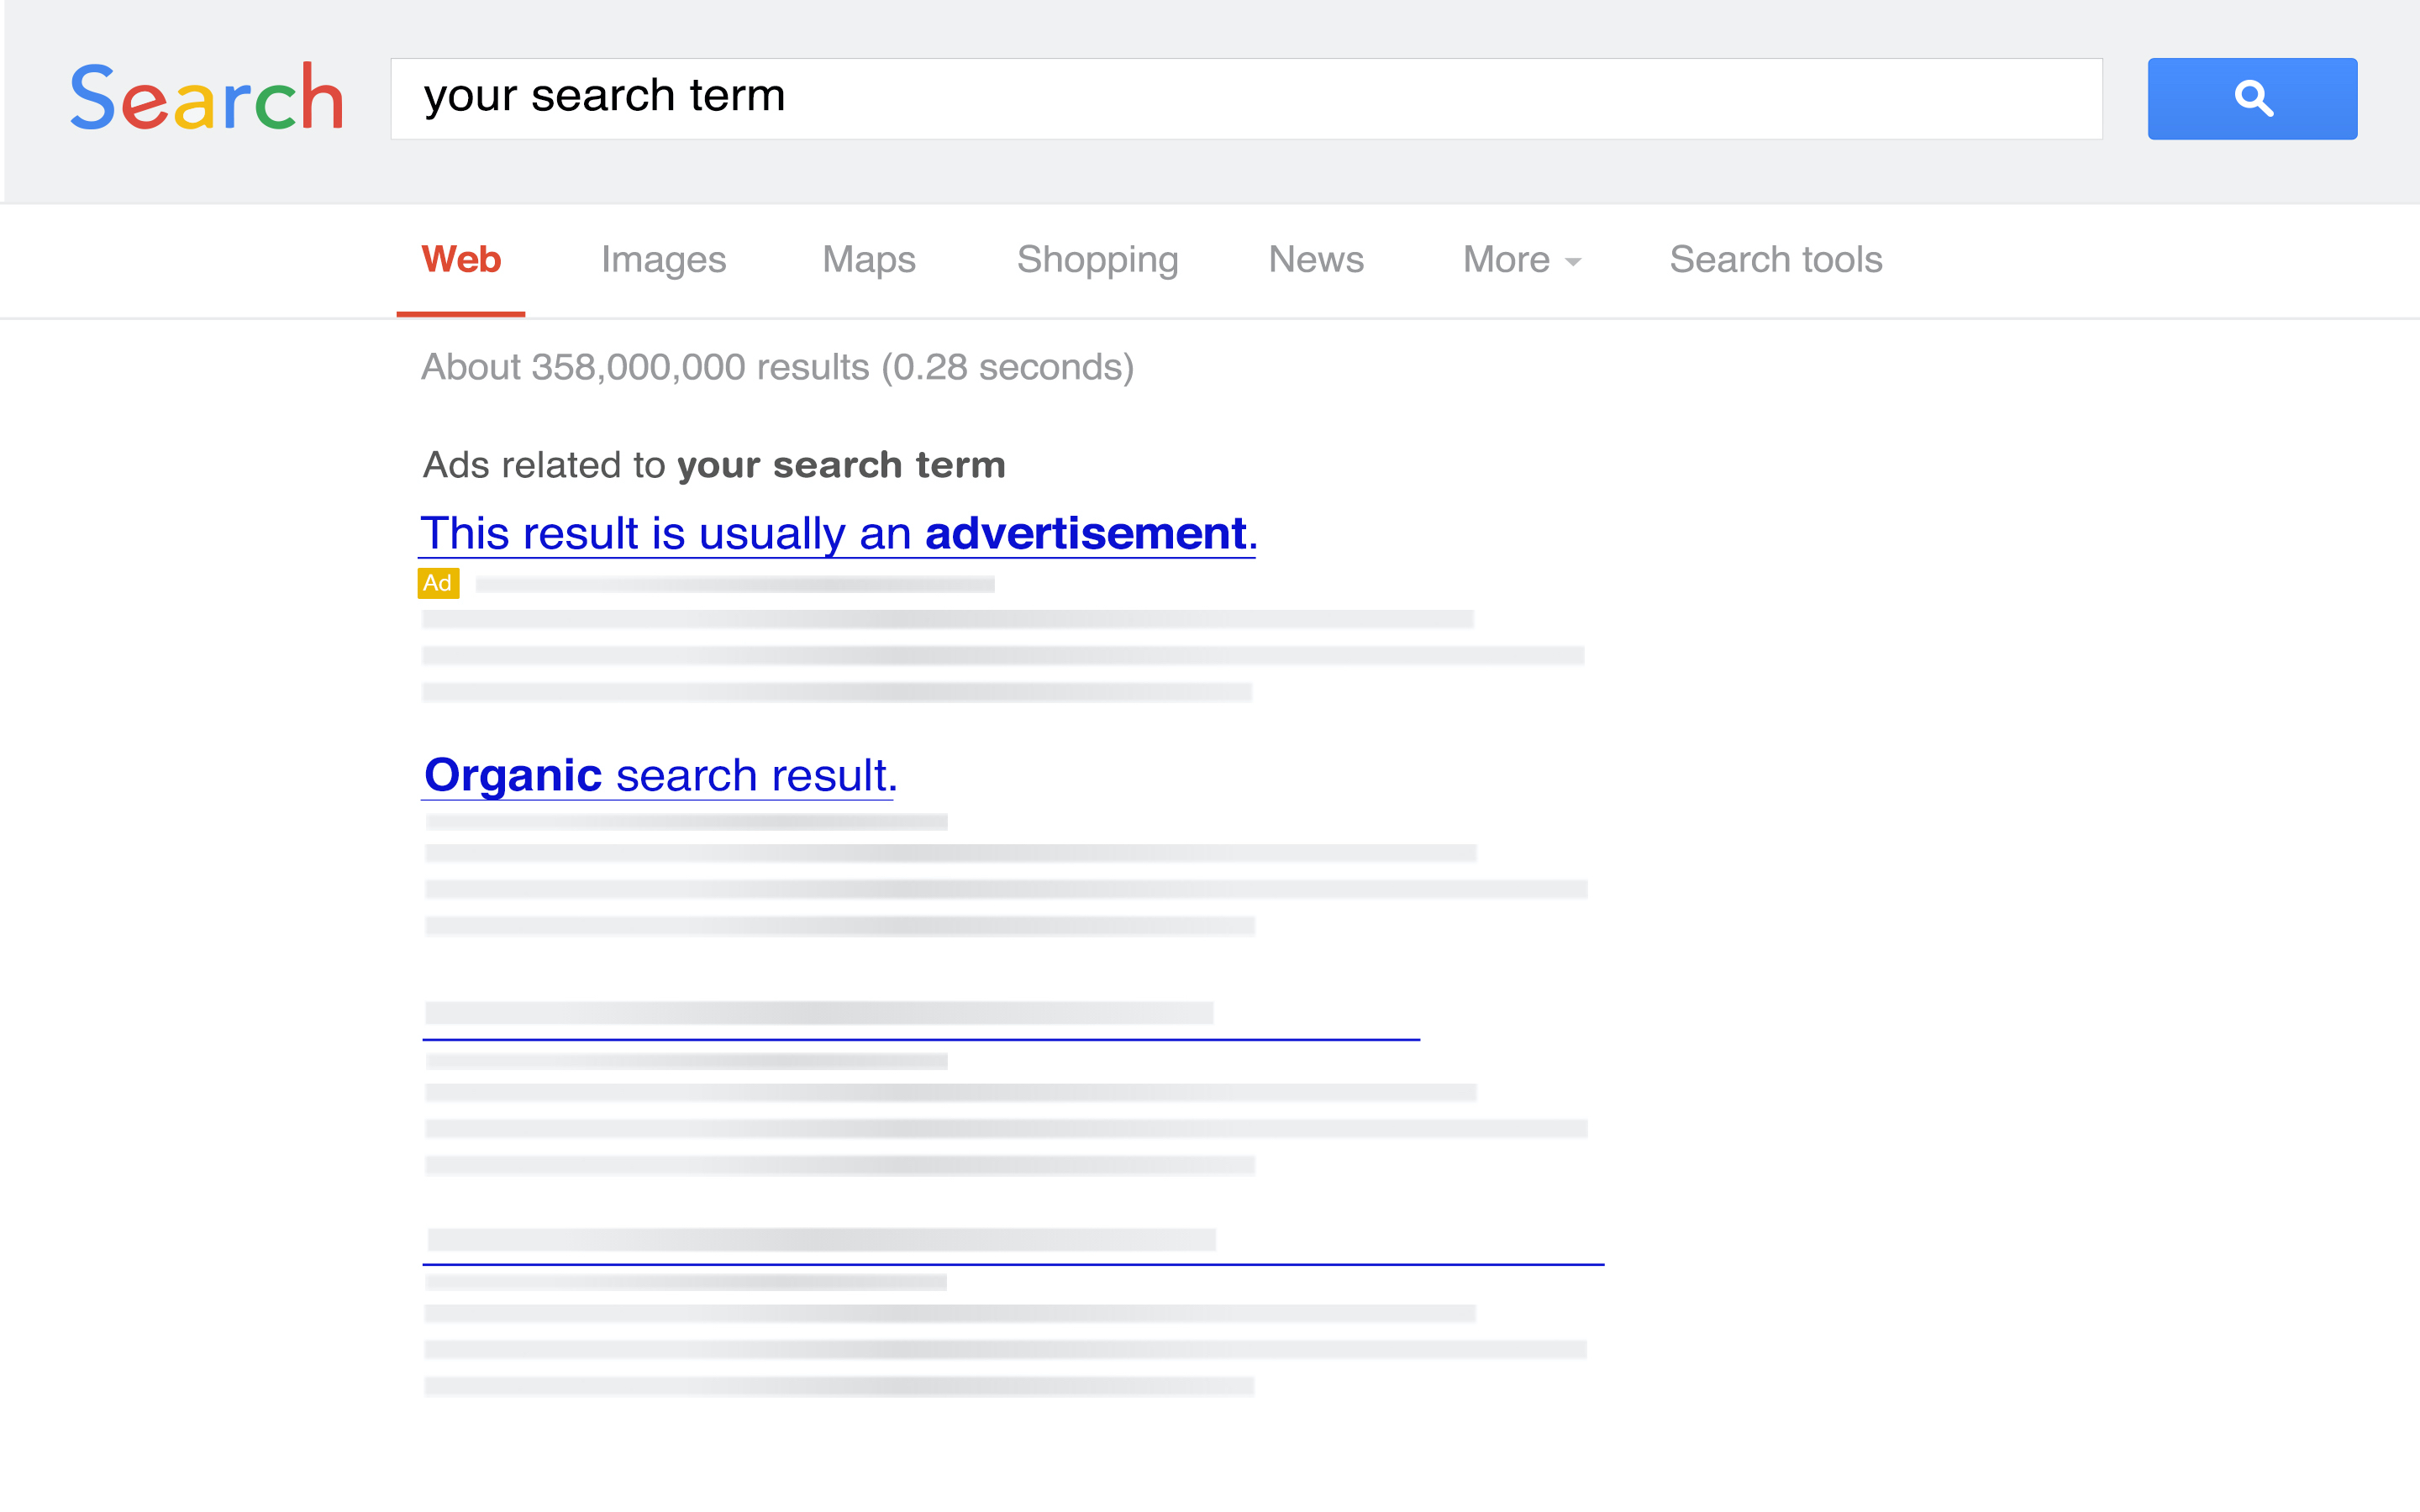 Search your search term
Web Images Maps Shopping News More Search tools
About 358,000,000 results (0.28 seconds)
Ads related to your search term
This result is usually an advertisement.
Ad
Organic search result.